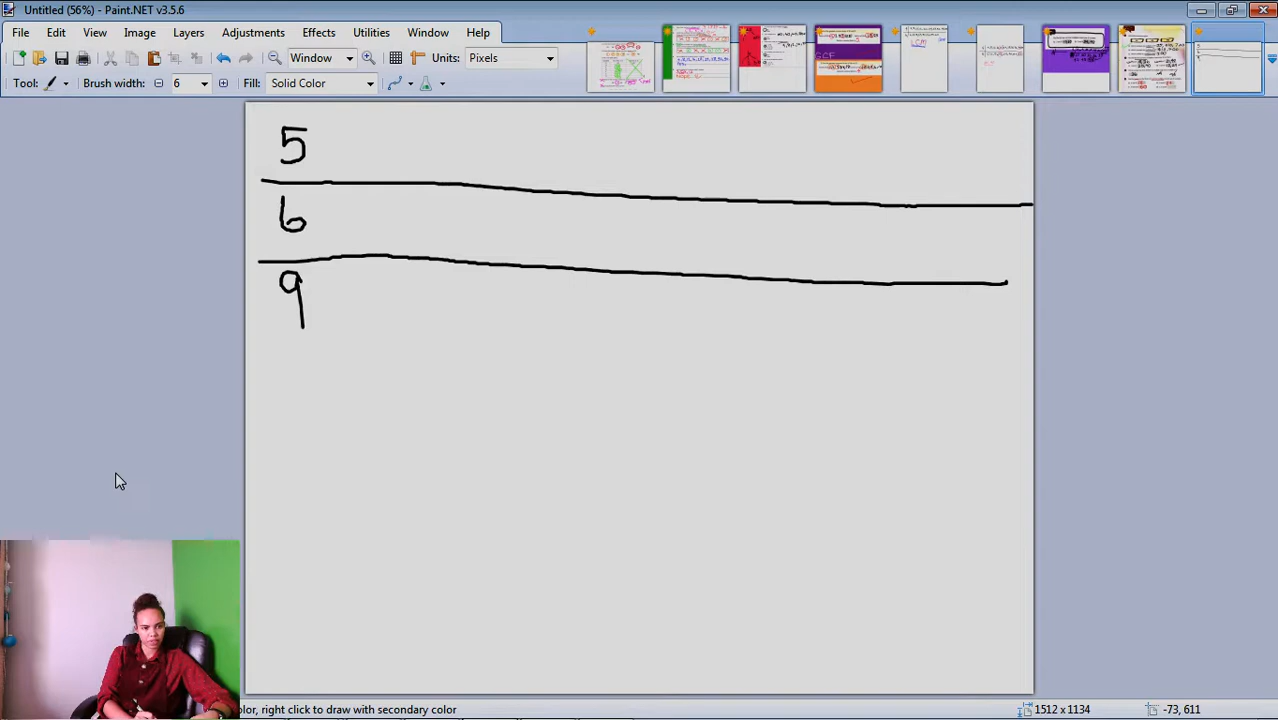 Untitled (56%) - Paint.NET v3.5.6
File Edit View Image Layers Adjustments Effects Utilities Window Help
Window Units: Pixels
Tool: Brush width: 6 Fill: Solid Color
5
6
9
olor, right click to draw with secondary color 1512 x 1134 -73, 611